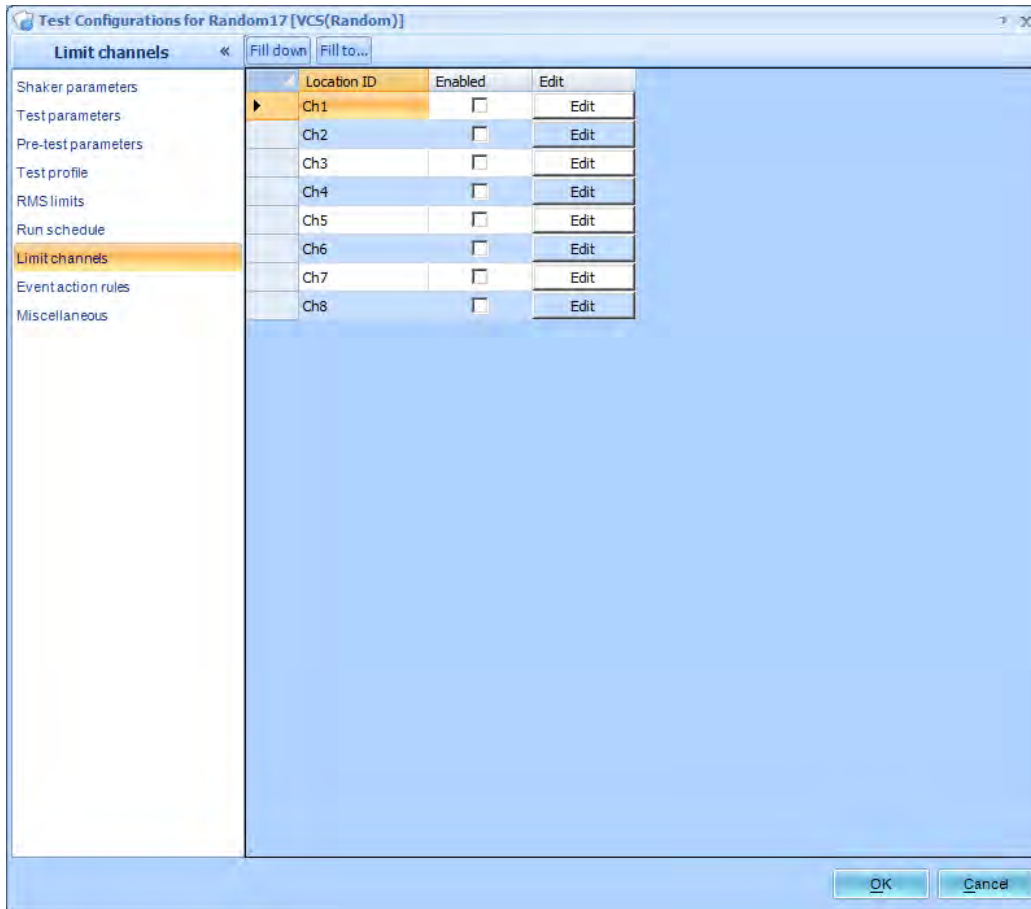 Test Configurations for Random17 [VCS(Random)]
? X
Limit channels «
Fill down Fill to...
Shaker parameters
Test parameters
Pre-test parameters
Test profile
RMS limits
Run schedule
Limit channels
Event action rules
Miscellaneous
Location ID Enabled Edit
Ch1 Edit
Ch2 Edit
Ch3 Edit
Ch4 Edit
Ch5 Edit
Ch6 Edit
Ch7 Edit
Ch8 Edit
OK Cancel